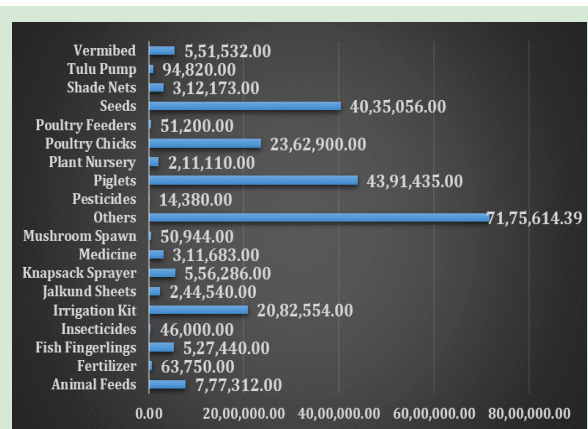 Vermibed 5,51,532.00
Tulu Pump 94,820.00
Shade Nets 3,12,173.00
Seeds 40,35,056.00
Poultry Feeders 51,200.00
Poultry Chicks 23,62,900.00
Plant Nursery 2,11,110.00
Piglets 43,91,435.00
Pesticides 14,380.00
Others 71,75,614.39
Mushroom Spawn 50,944.00
Medicine 3,11,683.00
Knapsack Sprayer 5,56,286.00
Jalkund Sheets 2,44,540.00
Irrigation Kit 20,82,554.00
Insecticides 46,000.00
Fish Fingerlings 5,27,440.00
Fertilizer 63,750.00
Animal Feeds 7,77,312.00
0.00 20,00,000.00 40,00,000.00 60,00,000.00 80,00,000.00